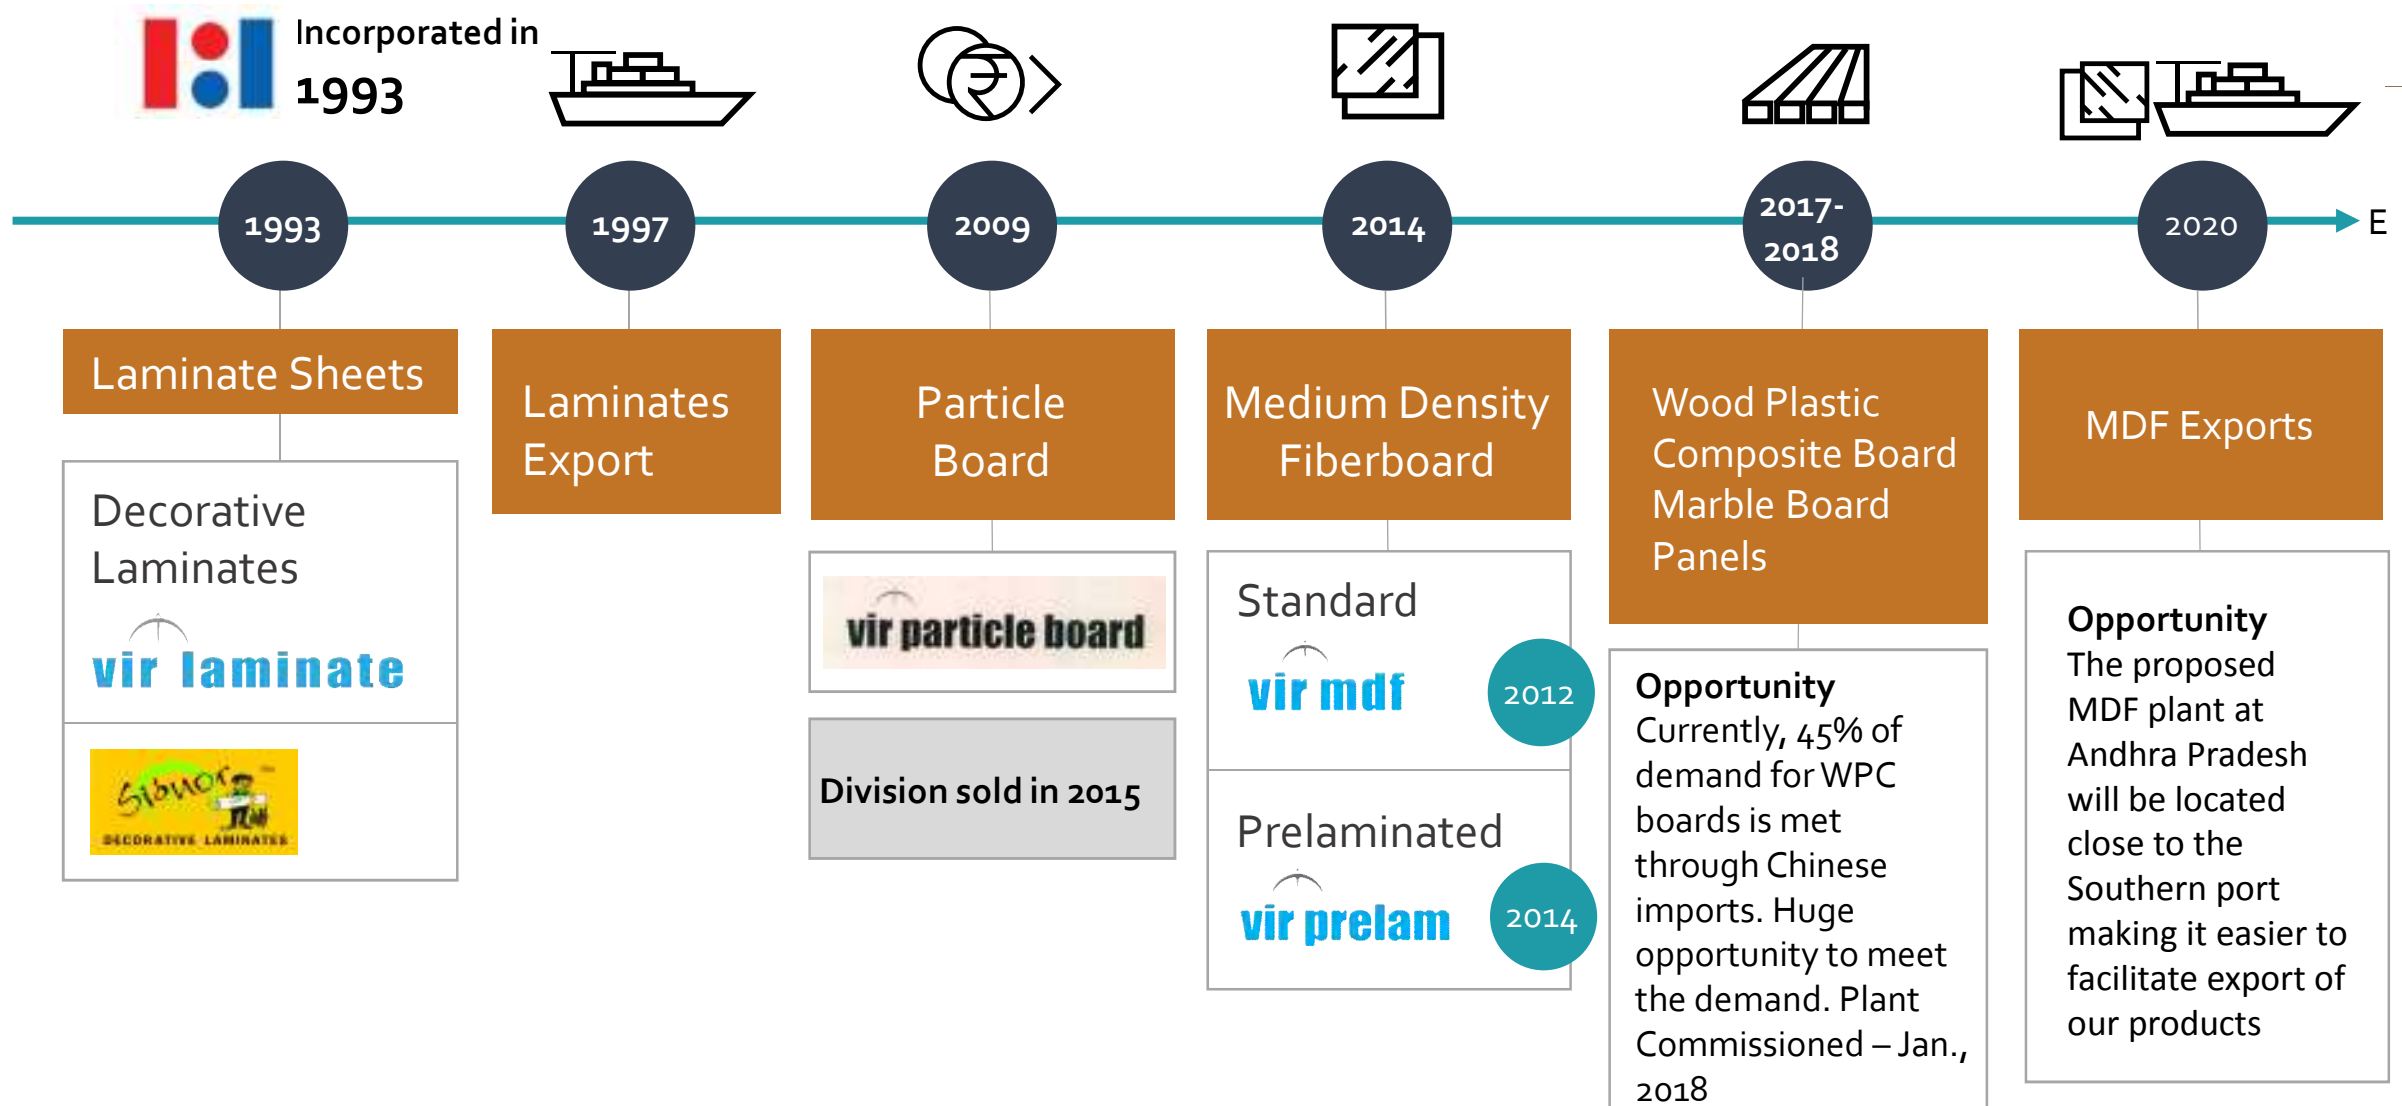 Incorporated in
1993
1993
1997
2009
2014
2017-
2018
2020
E
Laminate Sheets
Decorative
Laminates
vir laminate
Signor
DECORATIVE LAMINATES
Laminates
Export
Particle
Board
vir particle board
Division sold in 2015
Medium Density
Fiberboard
Standard
vir mdf
2012
Prelaminated
vir prelam
2014
Wood Plastic
Composite Board
Marble Board
Panels
Opportunity
Currently, 45% of
demand for WPC
boards is met
through Chinese
imports. Huge
opportunity to meet
the demand. Plant
Commissioned – Jan.,
2018
MDF Exports
Opportunity
The proposed
MDF plant at
Andhra Pradesh
will be located
close to the
Southern port
making it easier to
facilitate export of
our products